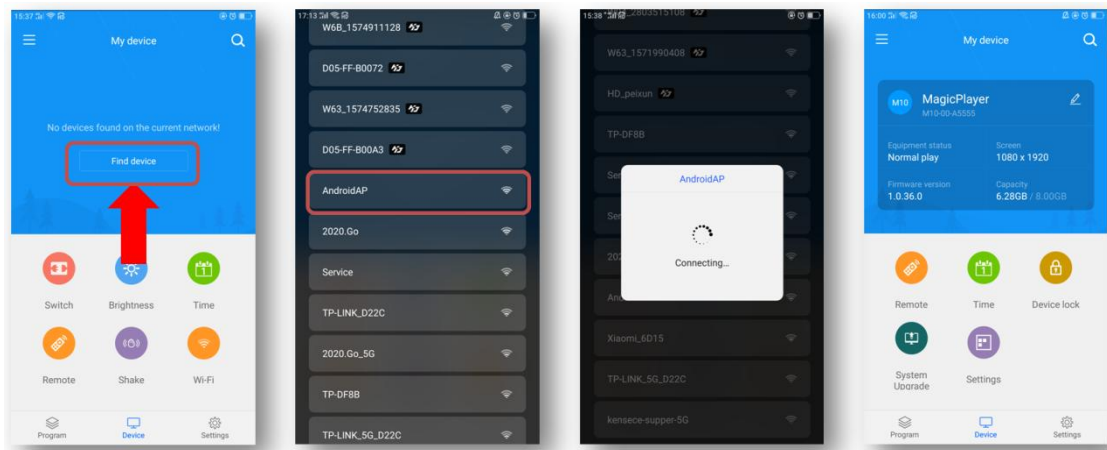 15:37
My device
No devices found on the current network!
Find device
Switch
Brightness
Time
Remote
Shake
Wi-Fi
Program
Device
Settings
17:13
W6B_1574911128
D05-FF-B0072
W63_1574752835
D05-FF-B00A3
AndroidAP
2020.Go
Service
TP-LINK_D22C
2020.Go_5G
TP-DF8B
TP-LINK_5G_D22C
15:38
2803515108
W63_1571990408
HD_peixun
TP-DF8B
Ser
AndroidAP
Ser
202
Connecting...
And
Xiaomi_6D15
TP-LINK_5G_D22C
kensece-supper-5G
16:00
My device
M10
MagicPlayer
M10-00-A5555
Equipment status
Screen
Normal play
1080 x 1920
Firmware version
Capacity
1.0.36.0
6.28GB / 8.00GB
Remote
Time
Device lock
System
Upgrade
Settings
Program
Device
Settings